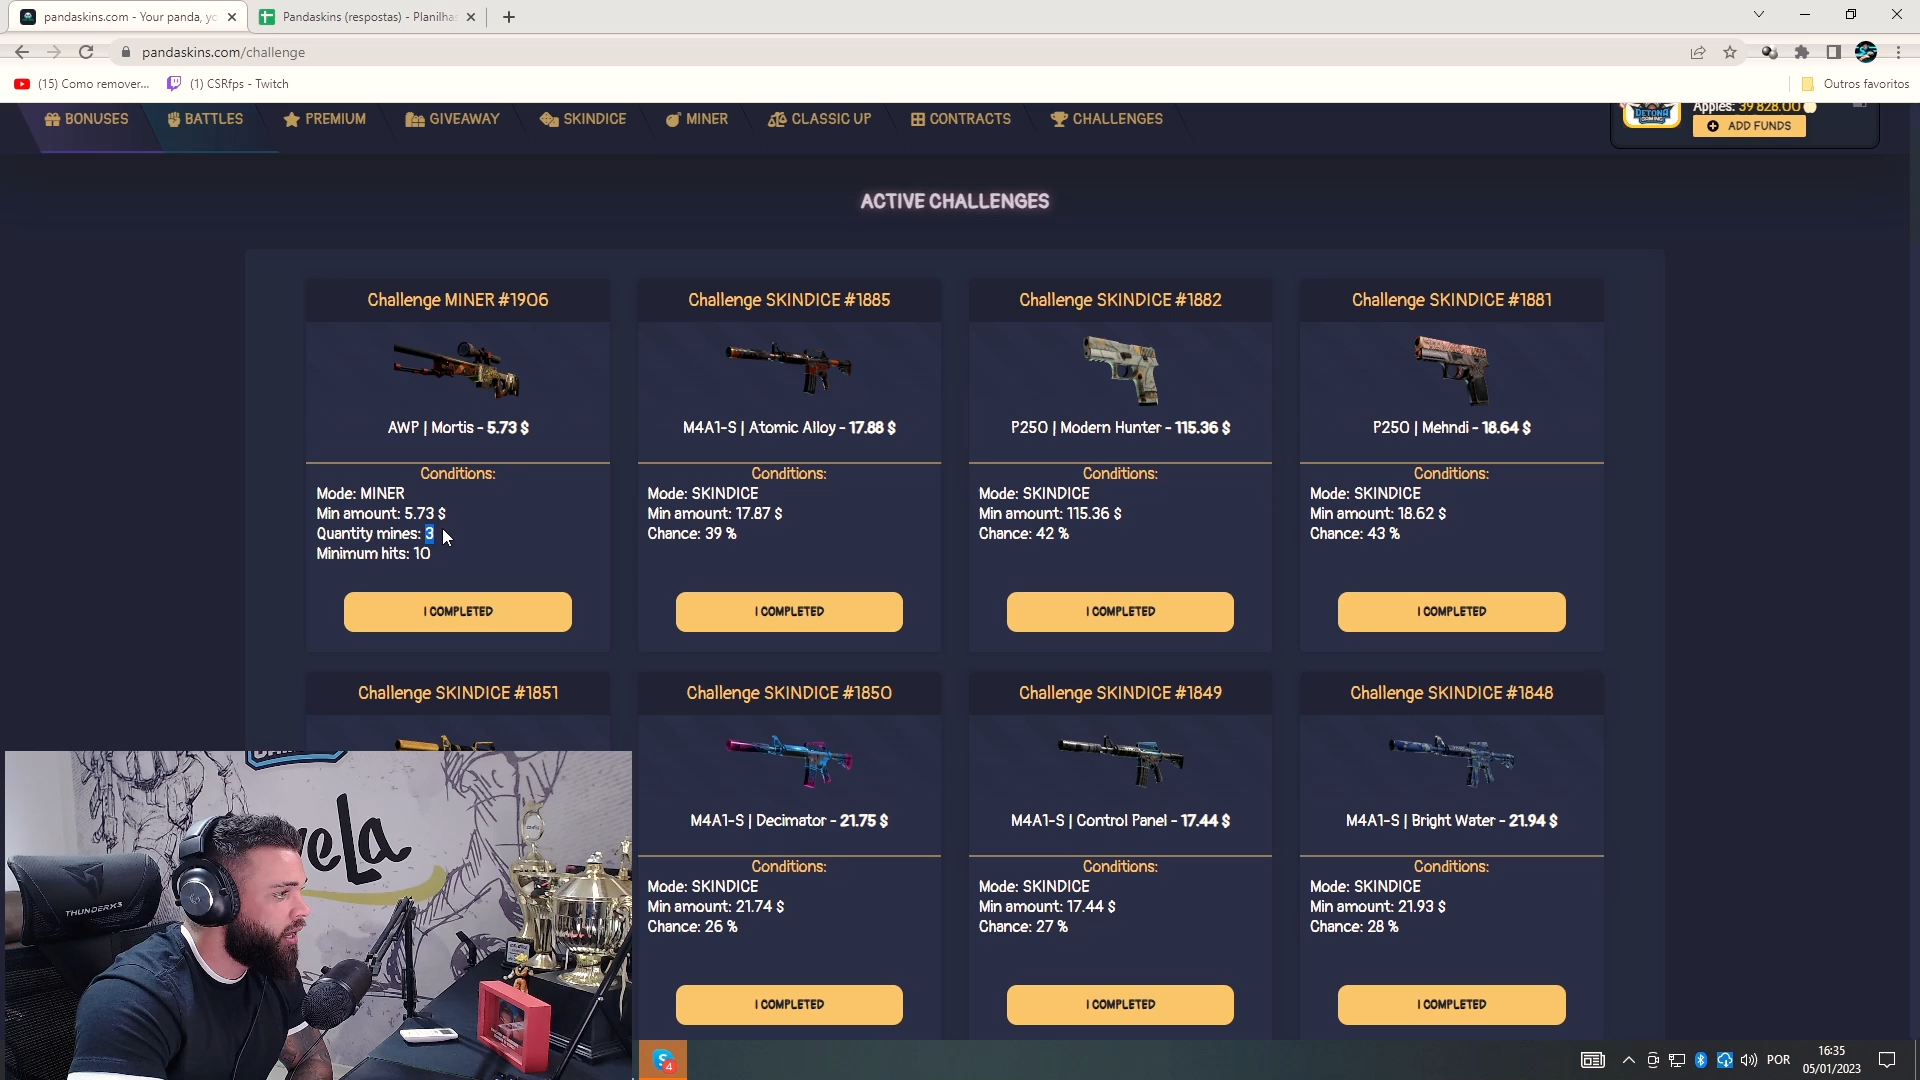 pandaskins.com - Your panda, yo
Pandaskins (respostas) - Planilhas
pandaskins.com/challenge
(15) Como remover...
(1) CSRfps - Twitch
Outros favoritos
BONUSES
BATTLES
PREMIUM
GIVEAWAY
SKINDICE
MINER
CLASSIC UP
CONTRACTS
CHALLENGES
DETONA
GAMING
Apples: 39 828.00
ADD FUNDS
ACTIVE CHALLENGES
Challenge MINER #1906
AWP | Mortis - 5.73 $
Conditions:
Mode: MINER
Min amount: 5.73 $
Quantity mines: 3
Minimum hits: 10
I COMPLETED
Challenge SKINDICE #1885
M4A1-S | Atomic Alloy - 17.88 $
Conditions:
Mode: SKINDICE
Min amount: 17.87 $
Chance: 39 %
I COMPLETED
Challenge SKINDICE #1882
P250 | Modern Hunter - 115.36 $
Conditions:
Mode: SKINDICE
Min amount: 115.36 $
Chance: 42 %
I COMPLETED
Challenge SKINDICE #1881
P250 | Mehndi - 18.64 $
Conditions:
Mode: SKINDICE
Min amount: 18.62 $
Chance: 43 %
I COMPLETED
Challenge SKINDICE #1851
Challenge SKINDICE #1850
M4A1-S | Decimator - 21.75 $
Conditions:
Mode: SKINDICE
Min amount: 21.74 $
Chance: 26 %
I COMPLETED
Challenge SKINDICE #1849
M4A1-S | Control Panel - 17.44 $
Conditions:
Mode: SKINDICE
Min amount: 17.44 $
Chance: 27 %
I COMPLETED
Challenge SKINDICE #1848
M4A1-S | Bright Water - 21.94 $
Conditions:
Mode: SKINDICE
Min amount: 21.93 $
Chance: 28 %
I COMPLETED
THUNDERX3
4
POR
16:35
05/01/2023